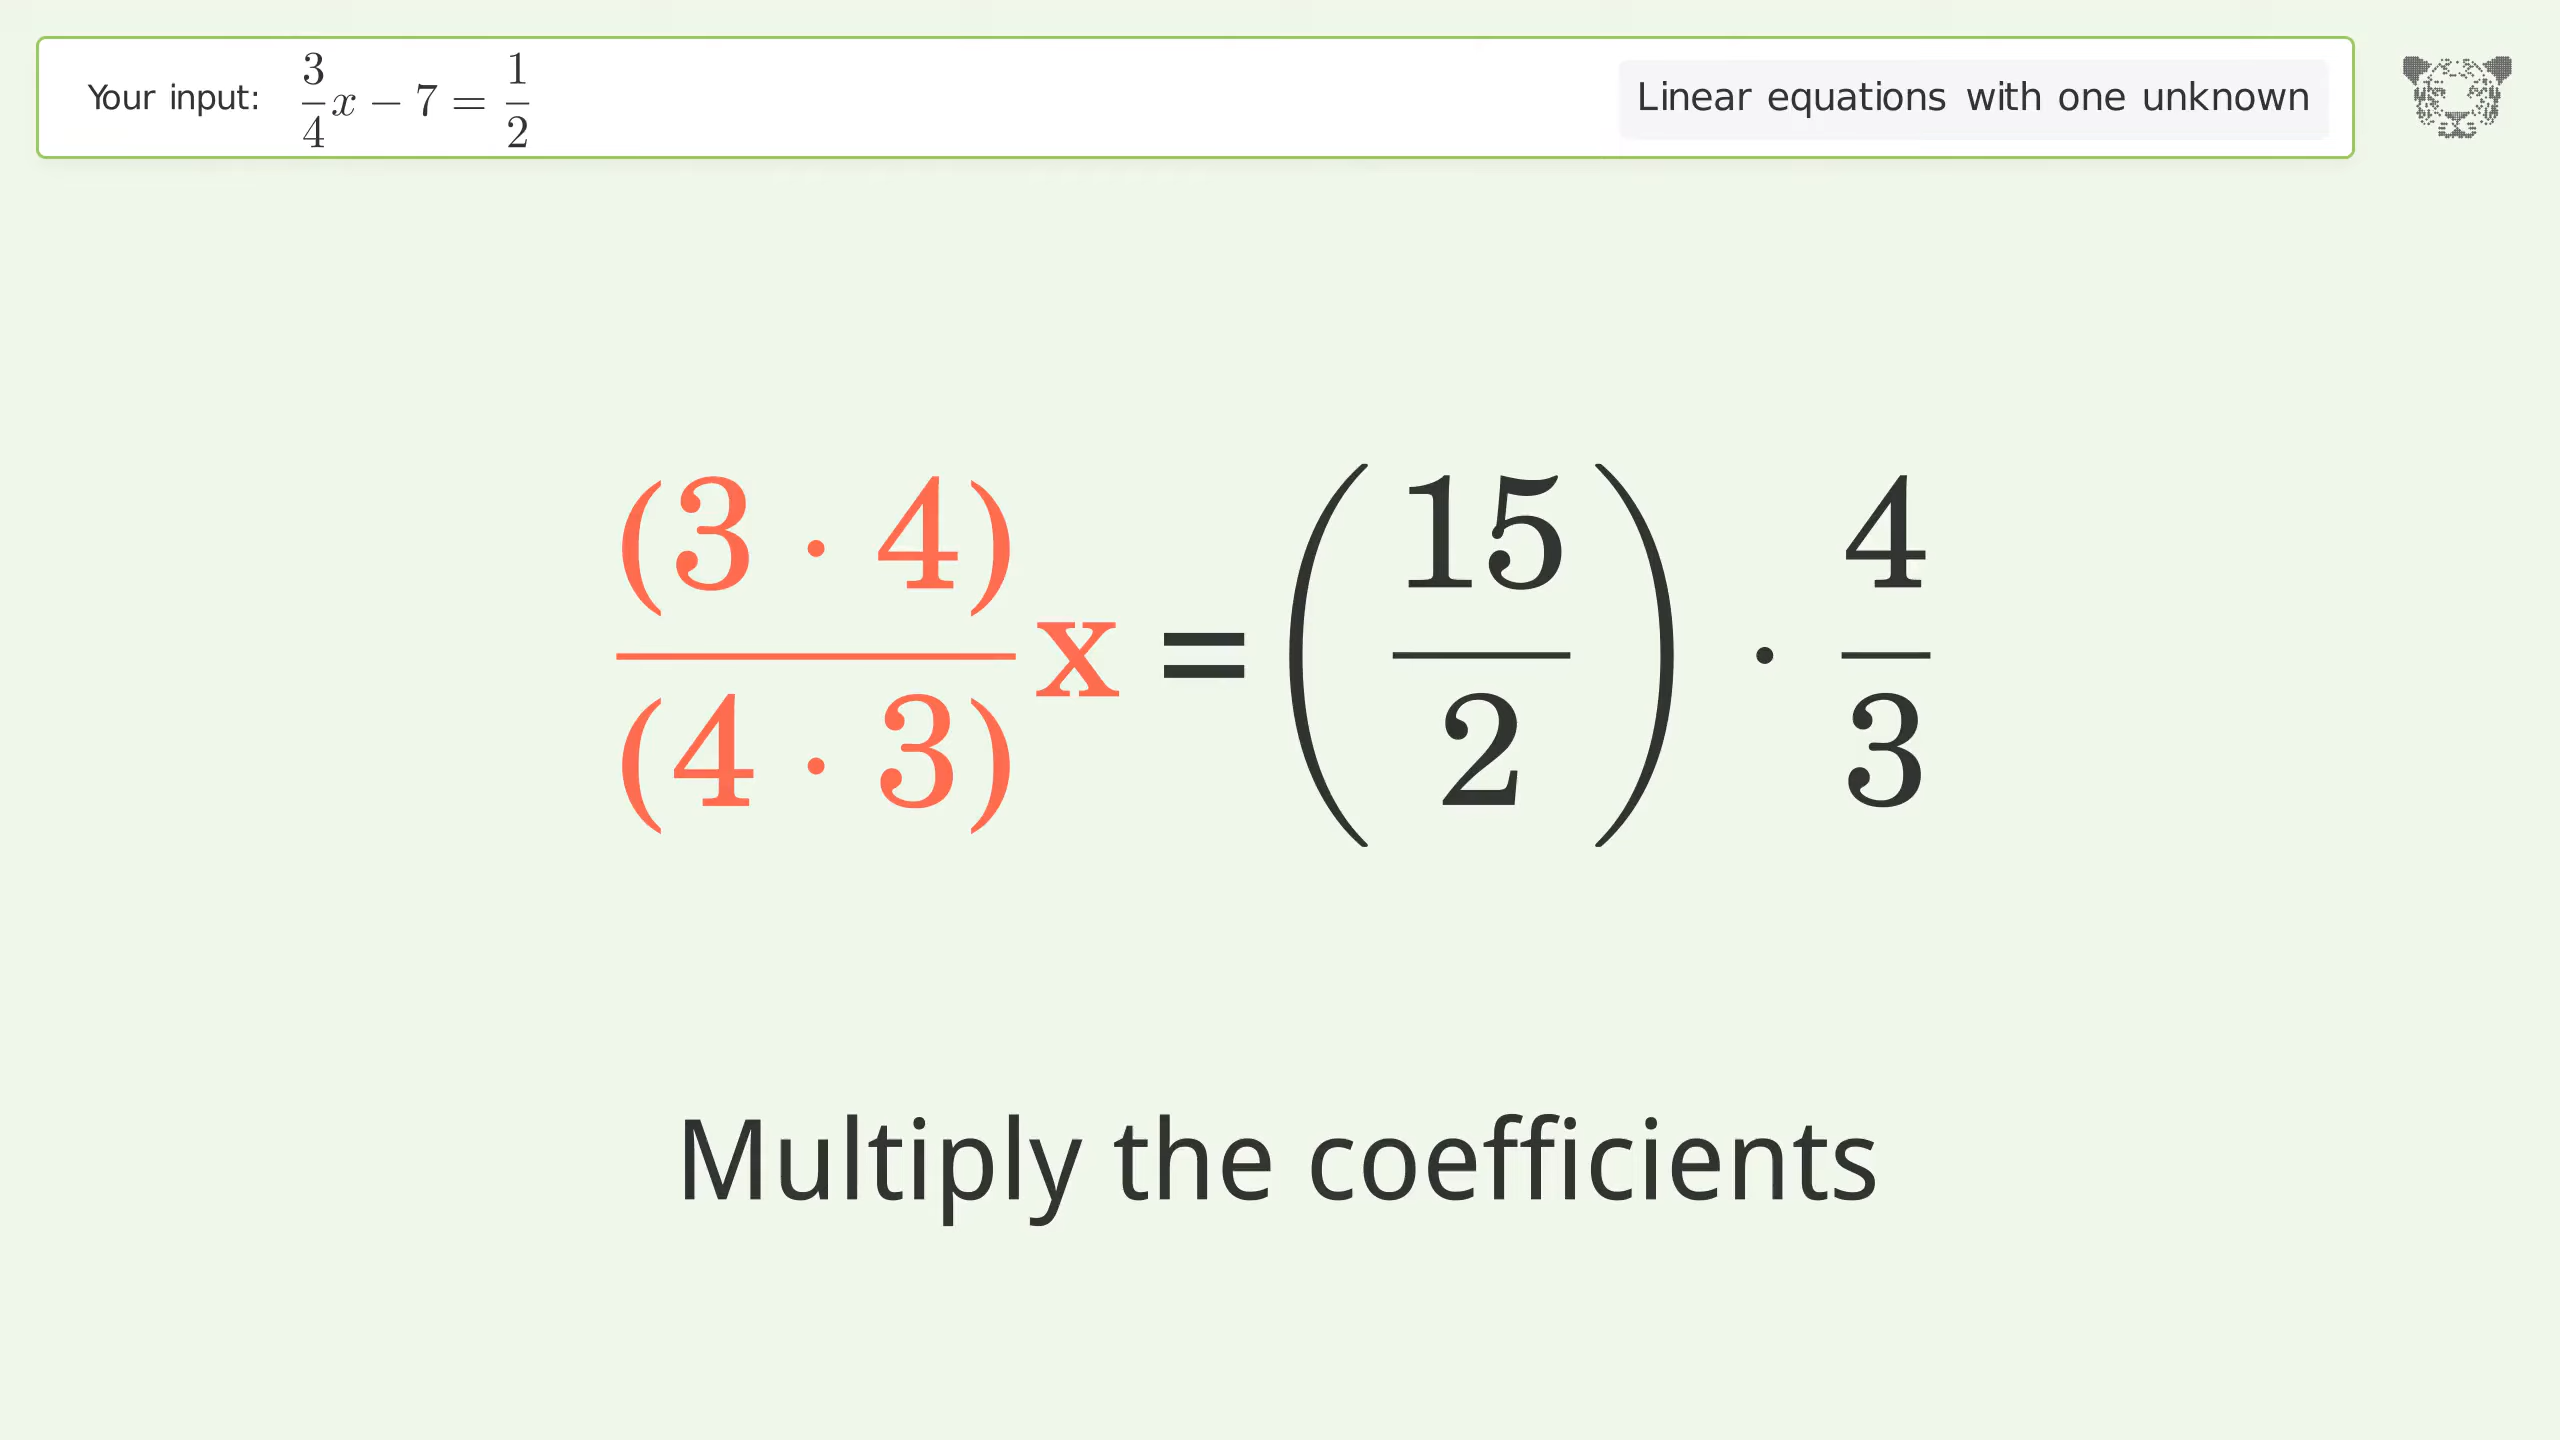 Your input: 3/4 x − 7 = 1/2
Linear equations with one unknown
(3 · 4)/(4 · 3) x = (15/2) · 4/3
Multiply the coefficients